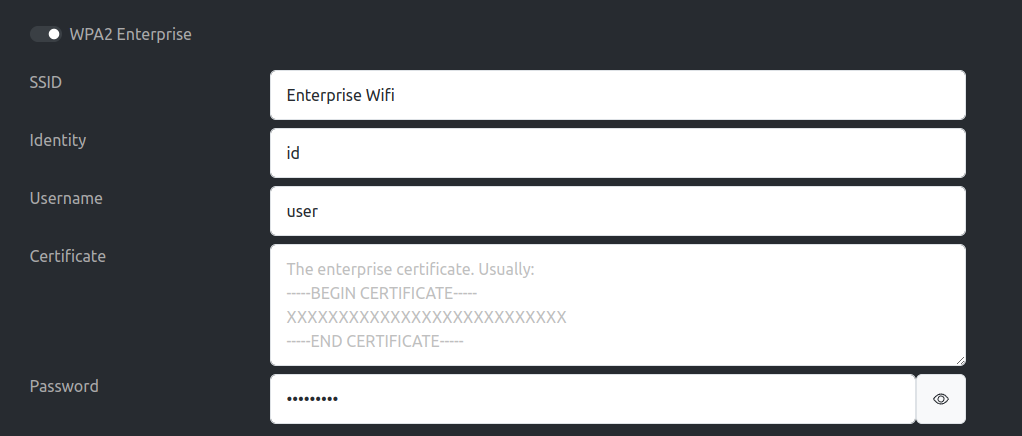 WPA2 Enterprise
SSID
Enterprise Wifi
Identity
id
Username
user
Certificate
The enterprise certificate. Usually:
-----BEGIN CERTIFICATE-----
XXXXXXXXXXXXXXXXXXXXXXXXXXX
-----END CERTIFICATE-----
Password
•••••••••